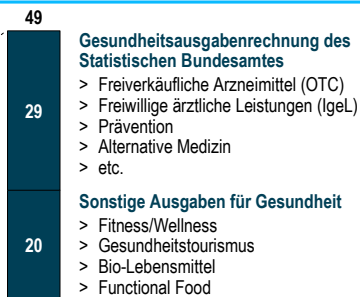 49
Gesundheitsausgabenrechnung des
Statistischen Bundesamtes
> Freiverkäufliche Arzneimittel (OTC)
> Freiwillige ärztliche Leistungen (IgeL)
29
> Prävention
> Alternative Medizin
> etc.
Sonstige Ausgaben für Gesundheit
> Fitness/Wellness
20
> Gesundheitstourismus
> Bio-Lebensmittel
> Functional Food